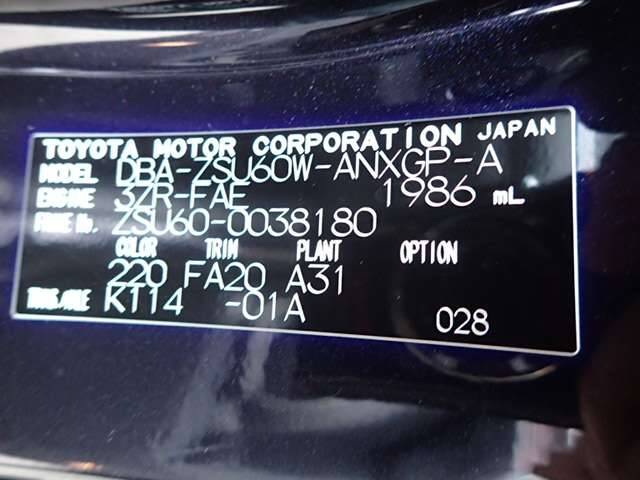 TOYOTA MOTOR CORPORATION JAPAN
MODEL DBA-ZSU60W-ANXGP-A
ENGINE 3ZR-FAE 1986 mL
FRAME No. ZSU60-0038180
COLOR TRIM PLANT OPTION
220 FA20 A31
TRANS.AXLE K114 -01A
028